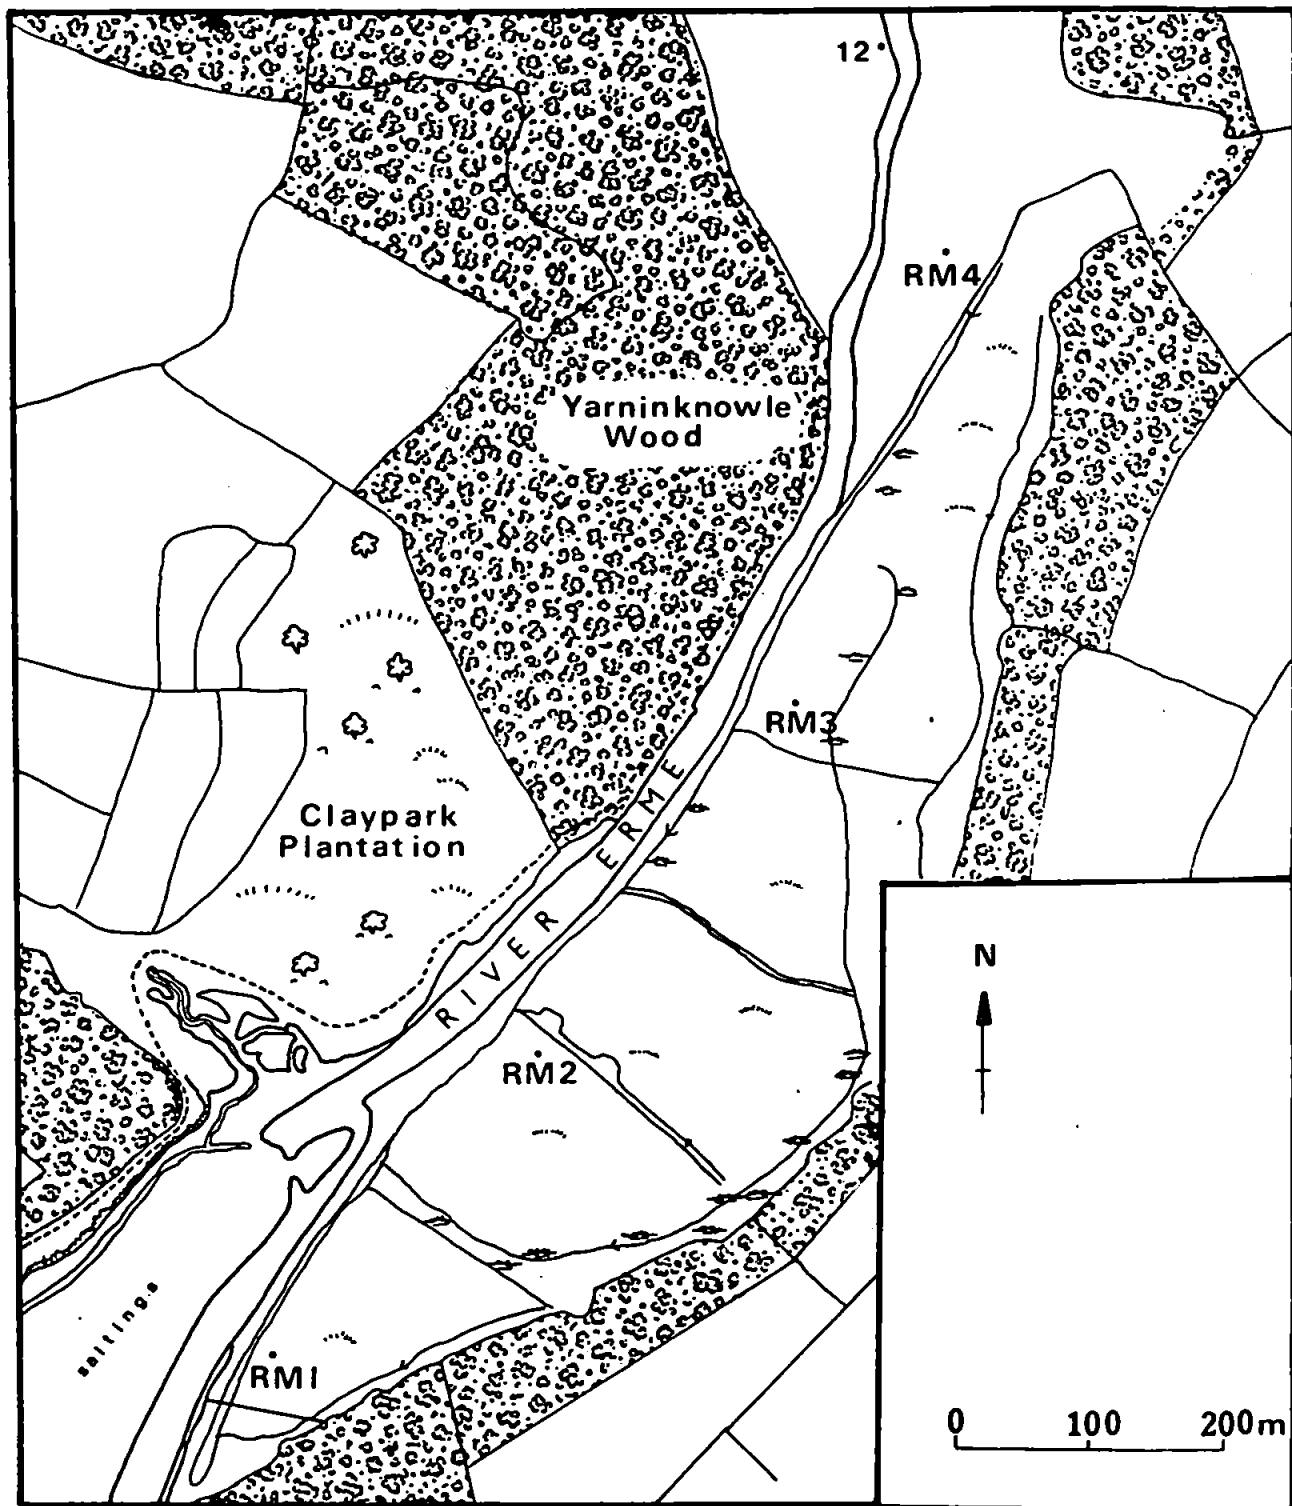 12
RM4
Yarninknowle
Wood
RM3
Claypark
Plantation
RIVER ERME
RM2
saltings
RM1
N
0 100 200m